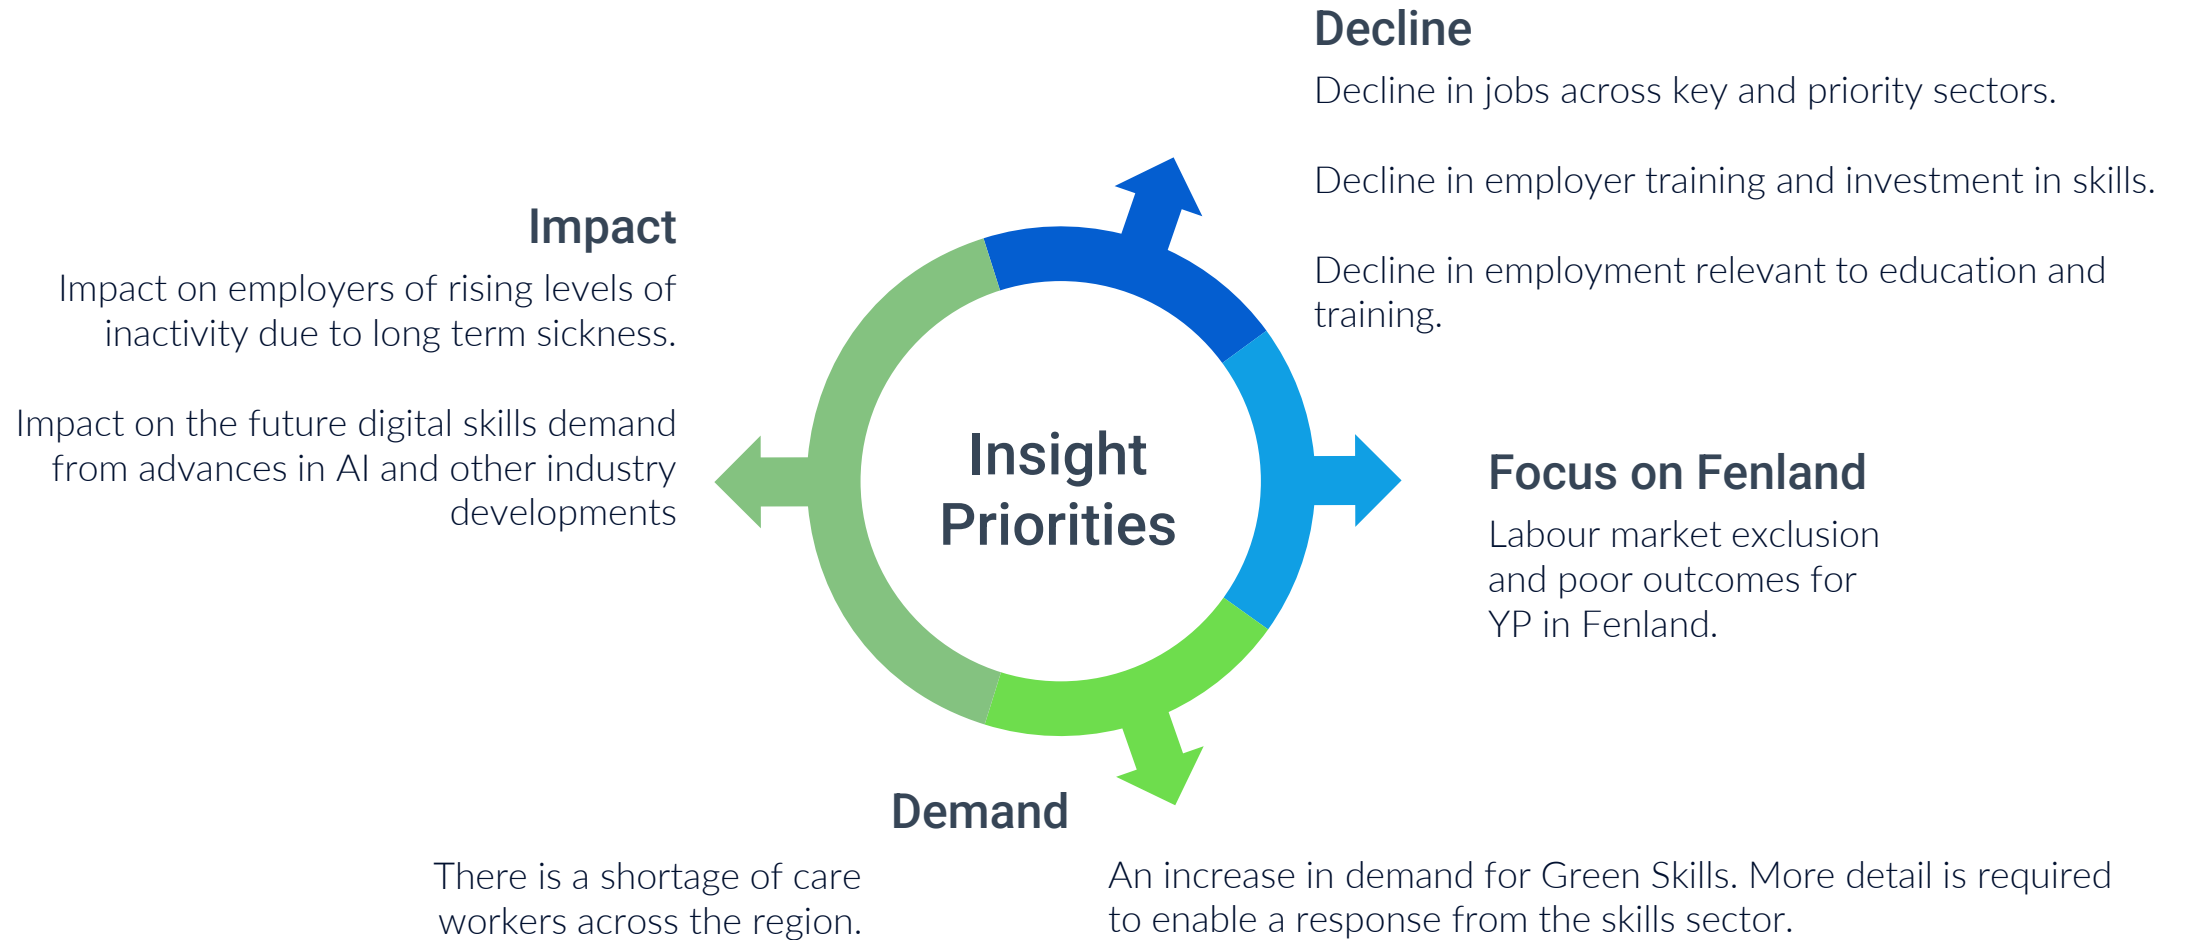 Decline
Decline in jobs across key and priority sectors.
Decline in employer training and investment in skills.
Decline in employment relevant to education and
training.
Impact
Impact on employers of rising levels of
inactivity due to long term sickness.
Impact on the future digital skills demand
from advances in AI and other industry
developments
Insight
Priorities
Focus on Fenland
Labour market exclusion
and poor outcomes for
YP in Fenland.
Demand
There is a shortage of care
workers across the region.
An increase in demand for Green Skills. More detail is required
to enable a response from the skills sector.